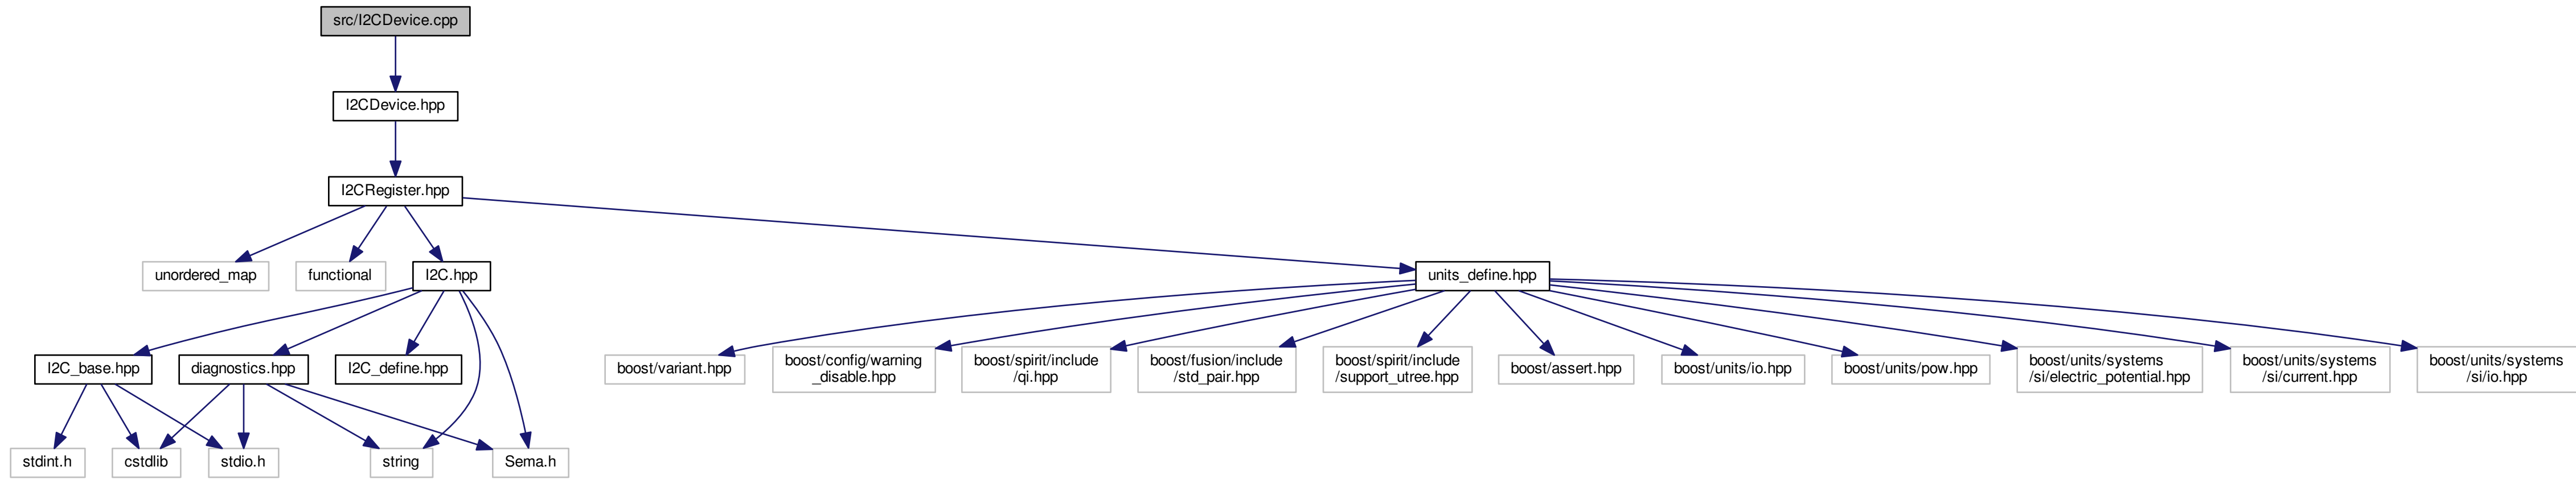 src/I2CDevice.cpp
I2CDevice.hpp
I2CRegister.hpp
unordered_map
functional
I2C.hpp
units_define.hpp
I2C_base.hpp
diagnostics.hpp
I2C_define.hpp
boost/variant.hpp
boost/config/warning
_disable.hpp
boost/spirit/include
/qi.hpp
boost/fusion/include
/std_pair.hpp
boost/spirit/include
/support_utree.hpp
boost/assert.hpp
boost/units/io.hpp
boost/units/pow.hpp
boost/units/systems
/si/electric_potential.hpp
boost/units/systems
/si/current.hpp
boost/units/systems
/si/io.hpp
stdint.h
cstdlib
stdio.h
string
Sema.h